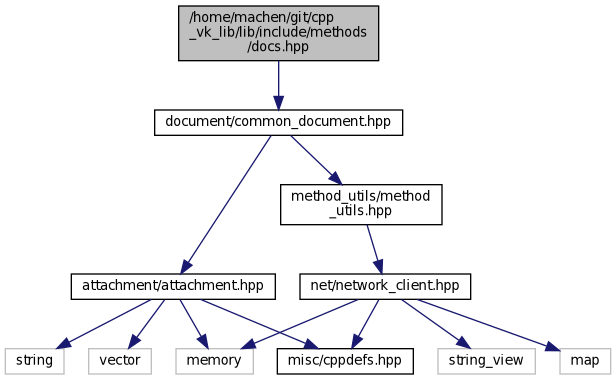 /home/machen/git/cpp
_vk_lib/lib/include/methods
/docs.hpp
document/common_document.hpp
method_utils/method
_utils.hpp
attachment/attachment.hpp
net/network_client.hpp
string
vector
memory
misc/cppdefs.hpp
string_view
map